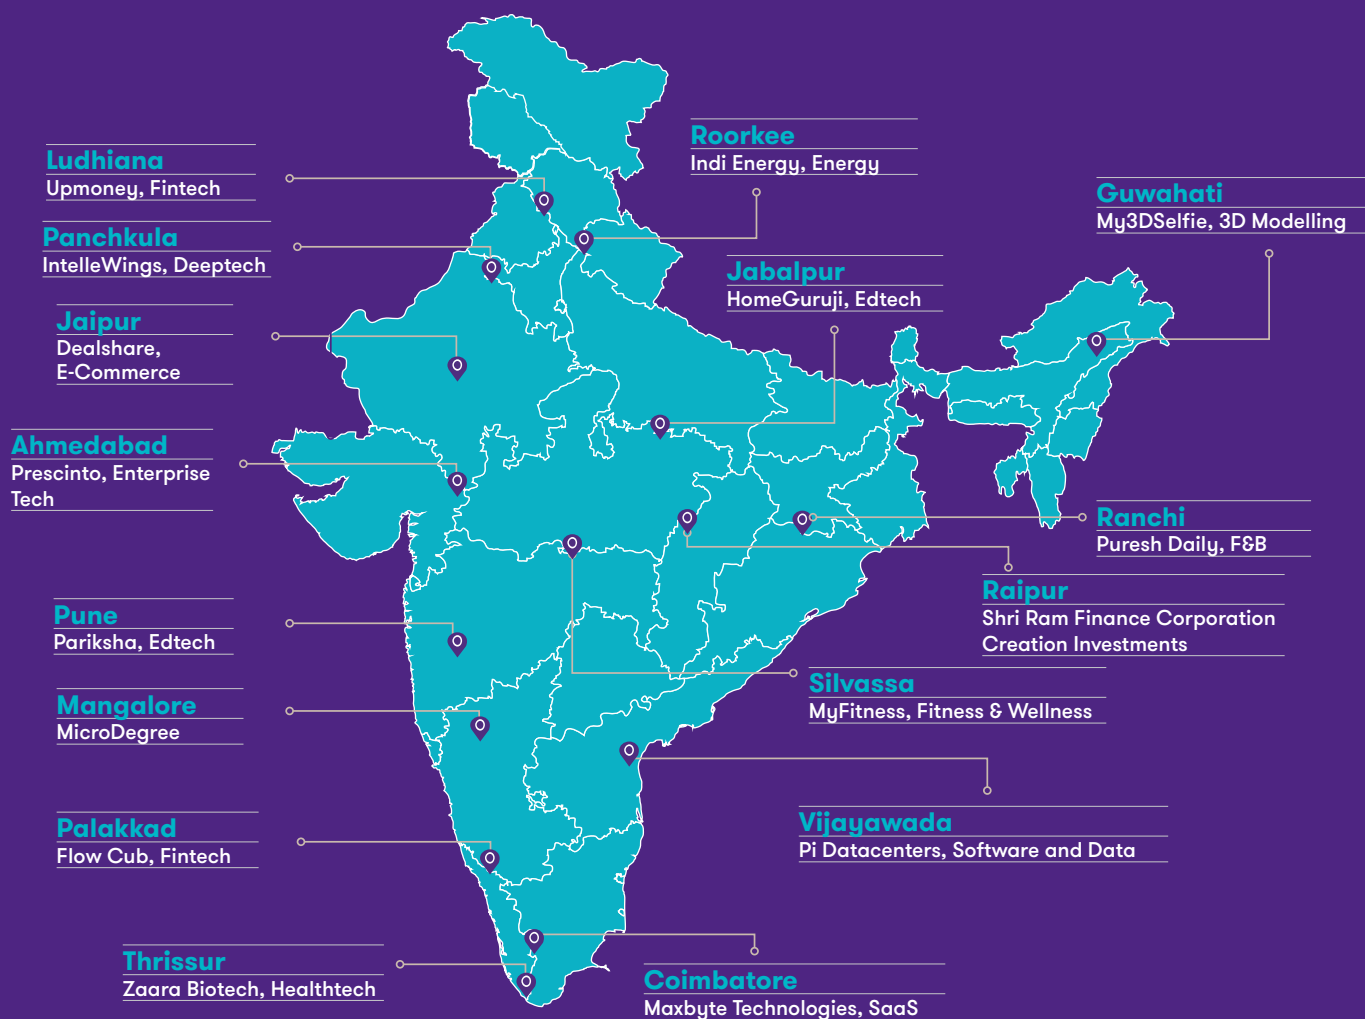 Ludhiana
Upmoney, Fintech
Panchkula
IntelleWings, Deeptech
Jaipur
Dealshare,
E-Commerce
Ahmedabad
Prescinto, Enterprise
Tech
Pune
Pariksha, Edtech
Mangalore
MicroDegree
Palakkad
Flow Cub, Fintech
Thrissur
Zaara Biotech, Healthtech
Roorkee
Indi Energy, Energy
Jabalpur
HomeGuruji, Edtech
Guwahati
My3DSelfie, 3D Modelling
Ranchi
Puresh Daily, F&B
Raipur
Shri Ram Finance Corporation
Creation Investments
Silvassa
MyFitness, Fitness & Wellness
Vijayawada
Pi Datacenters, Software and Data
Coimbatore
Maxbyte Technologies, SaaS